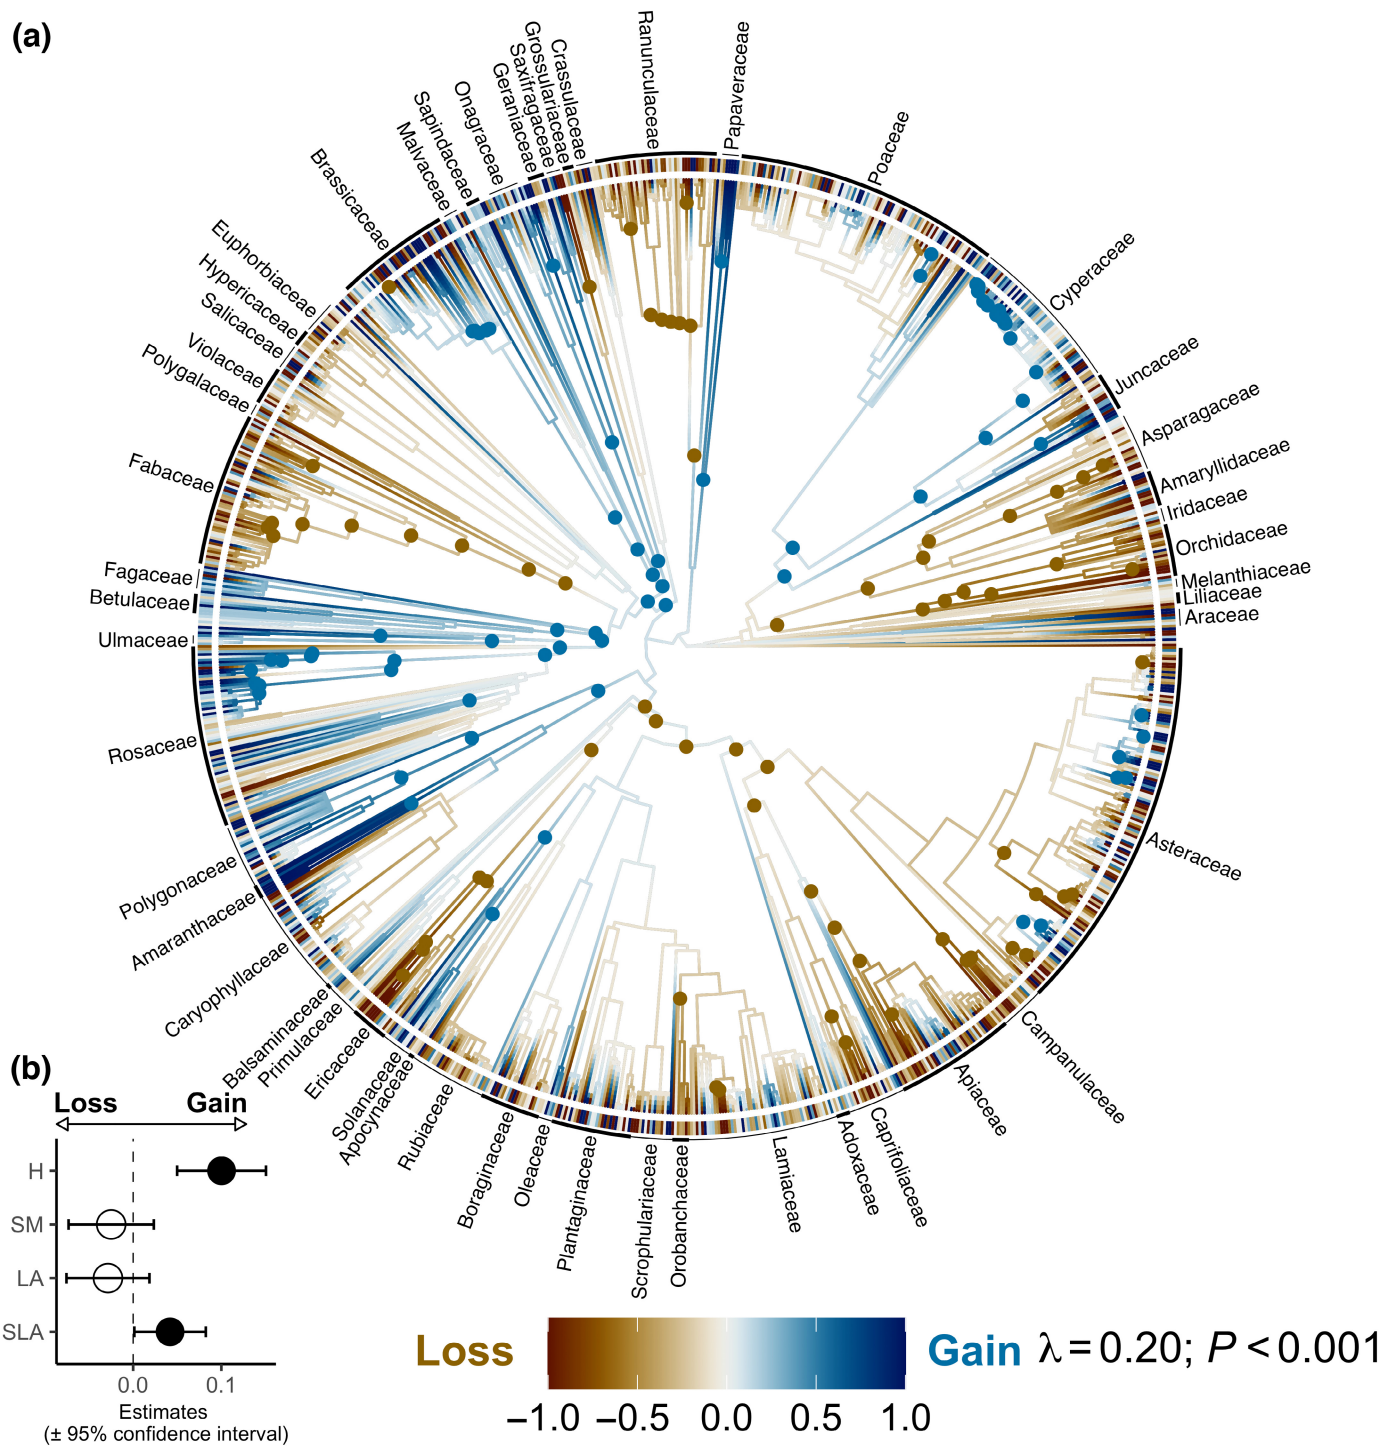 (a)
Ranunculaceae
Papaveraceae
Poaceae
Cyperaceae
Juncaceae
Asparagaceae
Amaryllidaceae
Iridaceae
Orchidaceae
Melanthiaceae
Liliaceae
Araceae
Asteraceae
Campanulaceae
Apiaceae
Caprifoliaceae
Adoxaceae
Lamiaceae
Orobanchaceae
Scrophulariaceae
Plantaginaceae
Oleaceae
Boraginaceae
Rubiaceae
Apocynaceae
Solanaceae
Ericaceae
Primulaceae
Balsaminaceae
Caryophyllaceae
Amaranthaceae
Polygonaceae
Rosaceae
Ulmaceae
Betulaceae
Fagaceae
Fabaceae
Polygalaceae
Violaceae
Salicaceae
Hypericaceae
Euphorbiaceae
Brassicaceae
Malvaceae
Sapindaceae
Onagraceae
Geraniaceae
Saxifragaceae
Grossulariaceae
Crassulaceae
(b)
Loss Gain
H
SM
LA
SLA
0.0 0.1
Estimates
(± 95% confidence interval)
Loss Gain λ = 0.20; P < 0.001
−1.0 −0.5 0.0 0.5 1.0